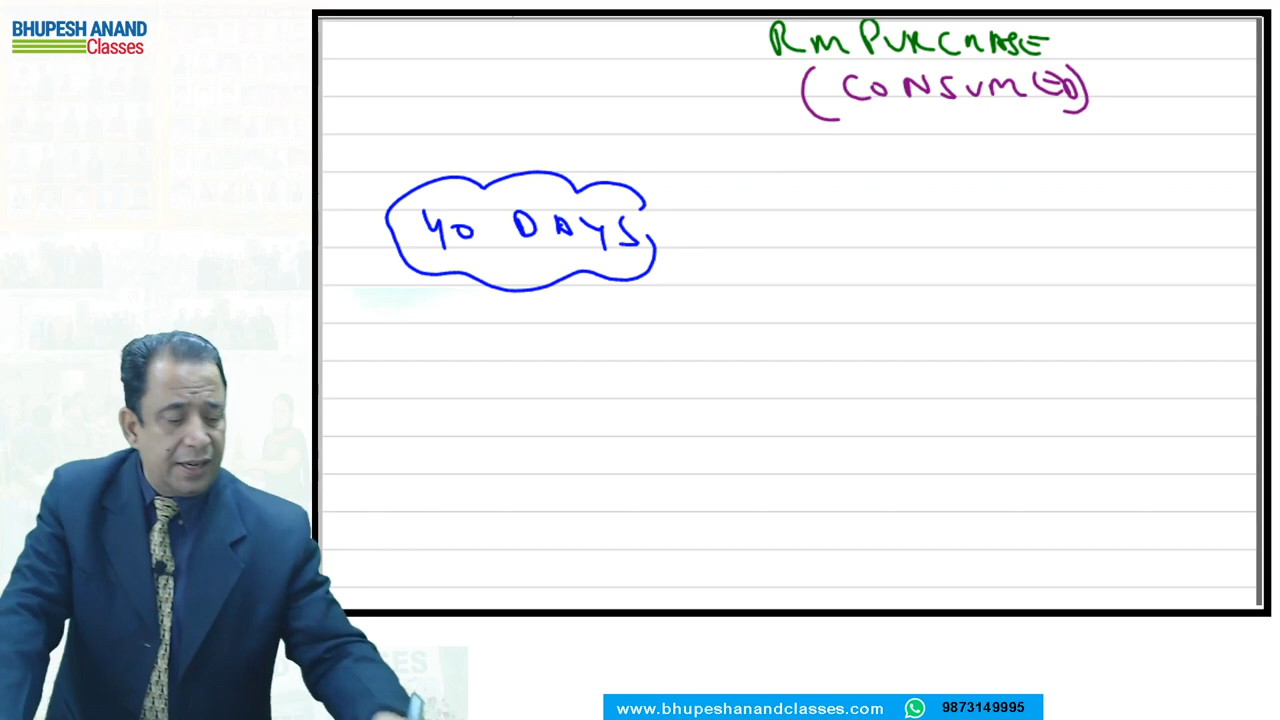 BHUPESH ANAND
Classes
RM PURCHASE
(CONSUMED)
40 DAYS
www.bhupeshanandclasses.com
9873149995